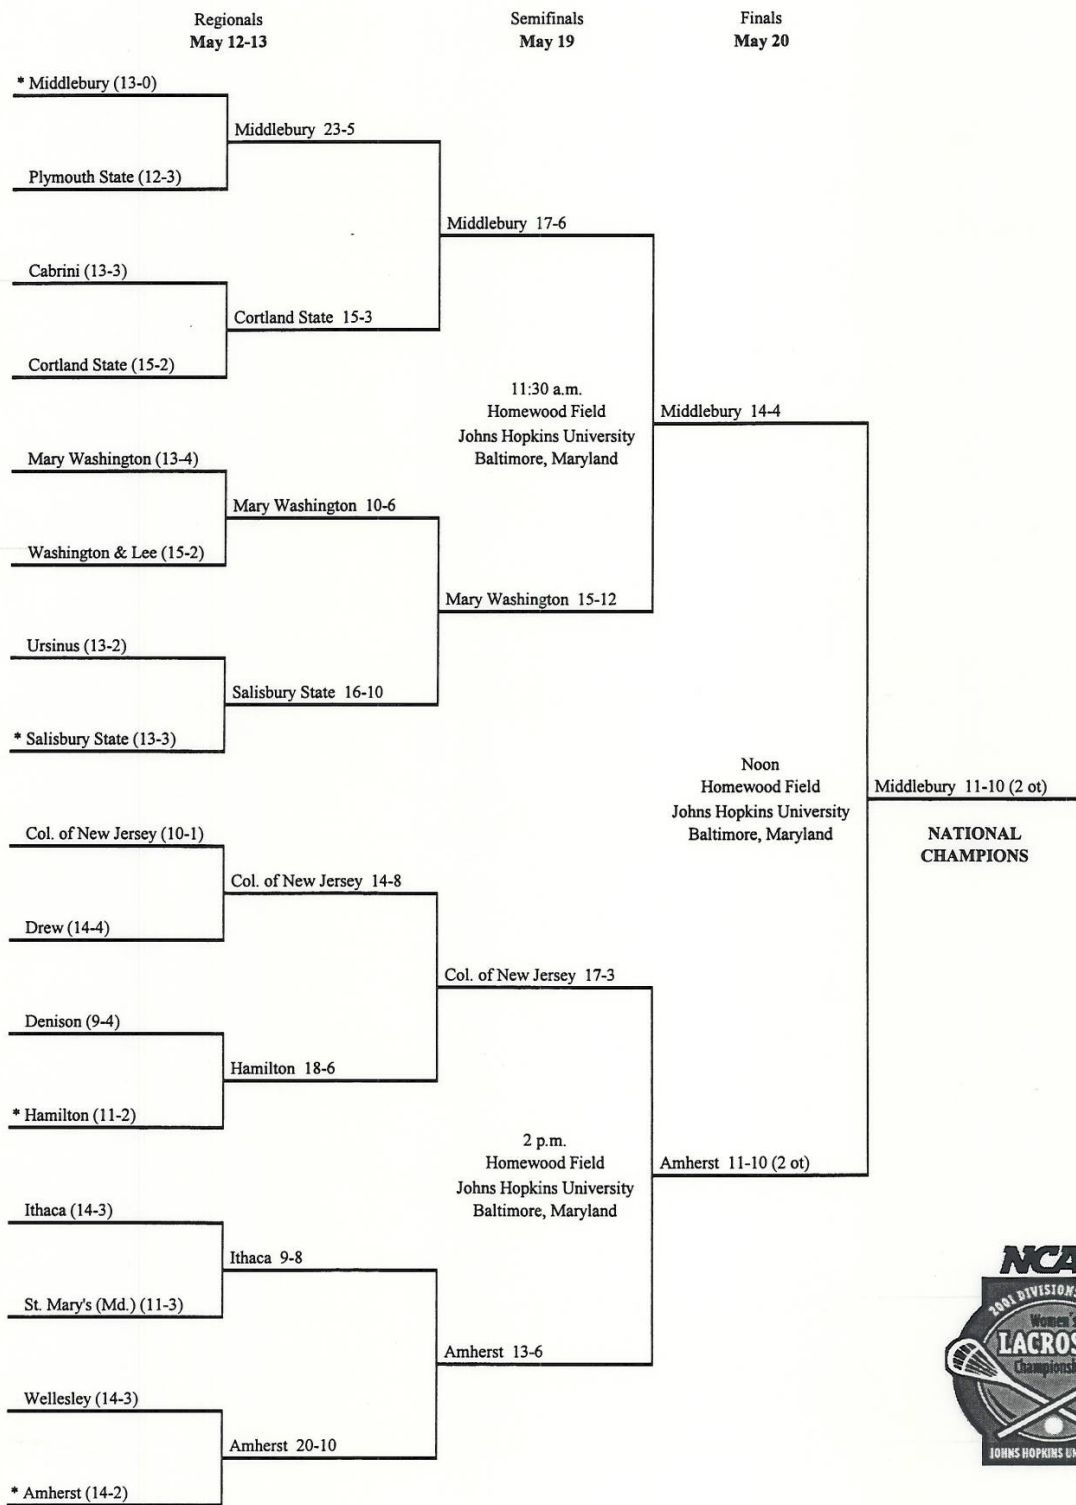 Regionals
May 12-13
Semifinals
May 19
Finals
May 20
* Middlebury (13-0)
Middlebury 23-5
Plymouth State (12-3)
Middlebury 17-6
Cabrini (13-3)
Cortland State 15-3
Cortland State (15-2)
11:30 a.m.
Homewood Field
Johns Hopkins University
Baltimore, Maryland
Middlebury 14-4
Mary Washington (13-4)
Mary Washington 10-6
Washington & Lee (15-2)
Mary Washington 15-12
Ursinus (13-2)
Salisbury State 16-10
* Salisbury State (13-3)
Noon
Homewood Field
Johns Hopkins University
Baltimore, Maryland
Middlebury 11-10 (2 ot)
NATIONAL
CHAMPIONS
Col. of New Jersey (10-1)
Col. of New Jersey 14-8
Drew (14-4)
Col. of New Jersey 17-3
Denison (9-4)
Hamilton 18-6
* Hamilton (11-2)
2 p.m.
Homewood Field
Johns Hopkins University
Baltimore, Maryland
Amherst 11-10 (2 ot)
Ithaca (14-3)
Ithaca 9-8
St. Mary's (Md.) (11-3)
Amherst 13-6
Wellesley (14-3)
Amherst 20-10
* Amherst (14-2)
NCA
2001 DIVISION
Women's
LACROS
Championsh
JOHNS HOPKINS UN